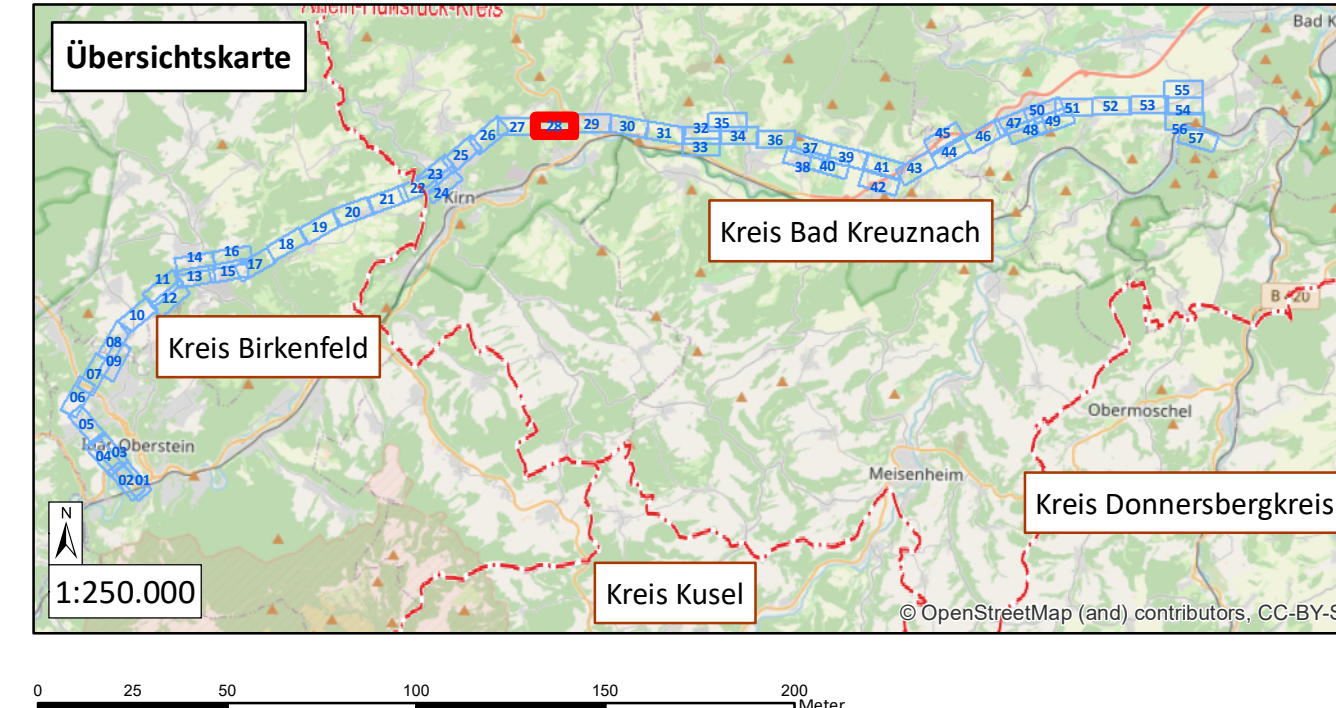 Rhein-Hunsrück-Kreis
Bad K
Übersichtskarte
55
50 51 52 53 54
27 28 29 30 31 32 35
33 34 36 37 45 46 47 48 49
56 57
26 25 38 40 39 41 43 44
42
23 22 24
Kirn
21 20 19 18
Kreis Bad Kreuznach
14 16
11 13 15 17
12
10
B 420
08
Kreis Birkenfeld
09
07
06
Obermoschel
05
Idar-Oberstein
04 03
Meisenheim
02 01
Kreis Donnersbergkreis
N
1:250.000
Kreis Kusel
© OpenStreetMap (and) contributors, CC-BY-S
0 25 50 100 150 200
Meter